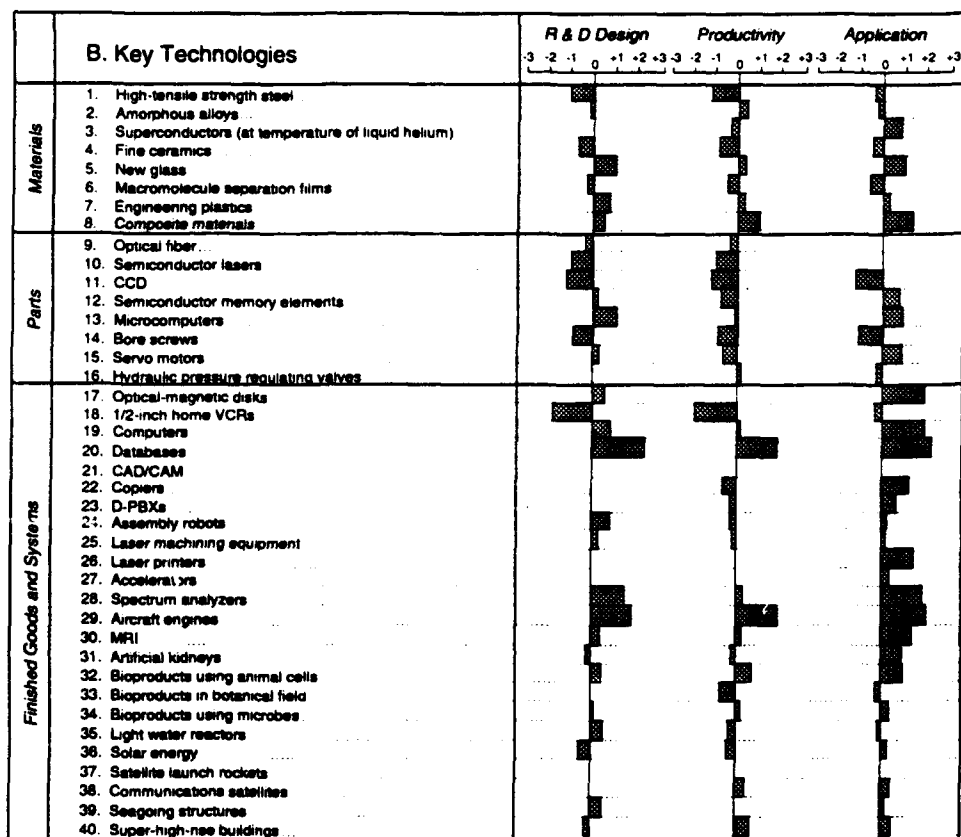 B. Key Technologies
R & D Design Productivity Application
-3 -2 -1 0 +1 +2 +3 -3 -2 -1 0 +1 +2 +3 -3 -2 -1 0 +1 +2 +3
Materials
1. High-tensile strength steel
2. Amorphous alloys
3. Superconductors (at temperature of liquid helium)
4. Fine ceramics
5. New glass
6. Macromolecule separation films
7. Engineering plastics
8. Composite materials
Parts
9. Optical fiber
10. Semiconductor lasers
11. CCD
12. Semiconductor memory elements
13. Microcomputers
14. Bore screws
15. Servo motors
16. Hydraulic pressure regulating valves
Finished Goods and Systems
17. Optical-magnetic disks
18. 1/2-inch home VCRs
19. Computers
20. Databases
21. CAD/CAM
22. Copiers
23. D-PBXs
24. Assembly robots
25. Laser machining equipment
26. Laser printers
27. Accelerators
28. Spectrum analyzers
29. Aircraft engines
30. MRI
31. Artificial kidneys
32. Bioproducts using animal cells
33. Bioproducts in botanical field
34. Bioproducts using microbes
35. Light water reactors
36. Solar energy
37. Satellite launch rockets
38. Communications satellites
39. Seagoing structures
40. Super-high-rise buildings